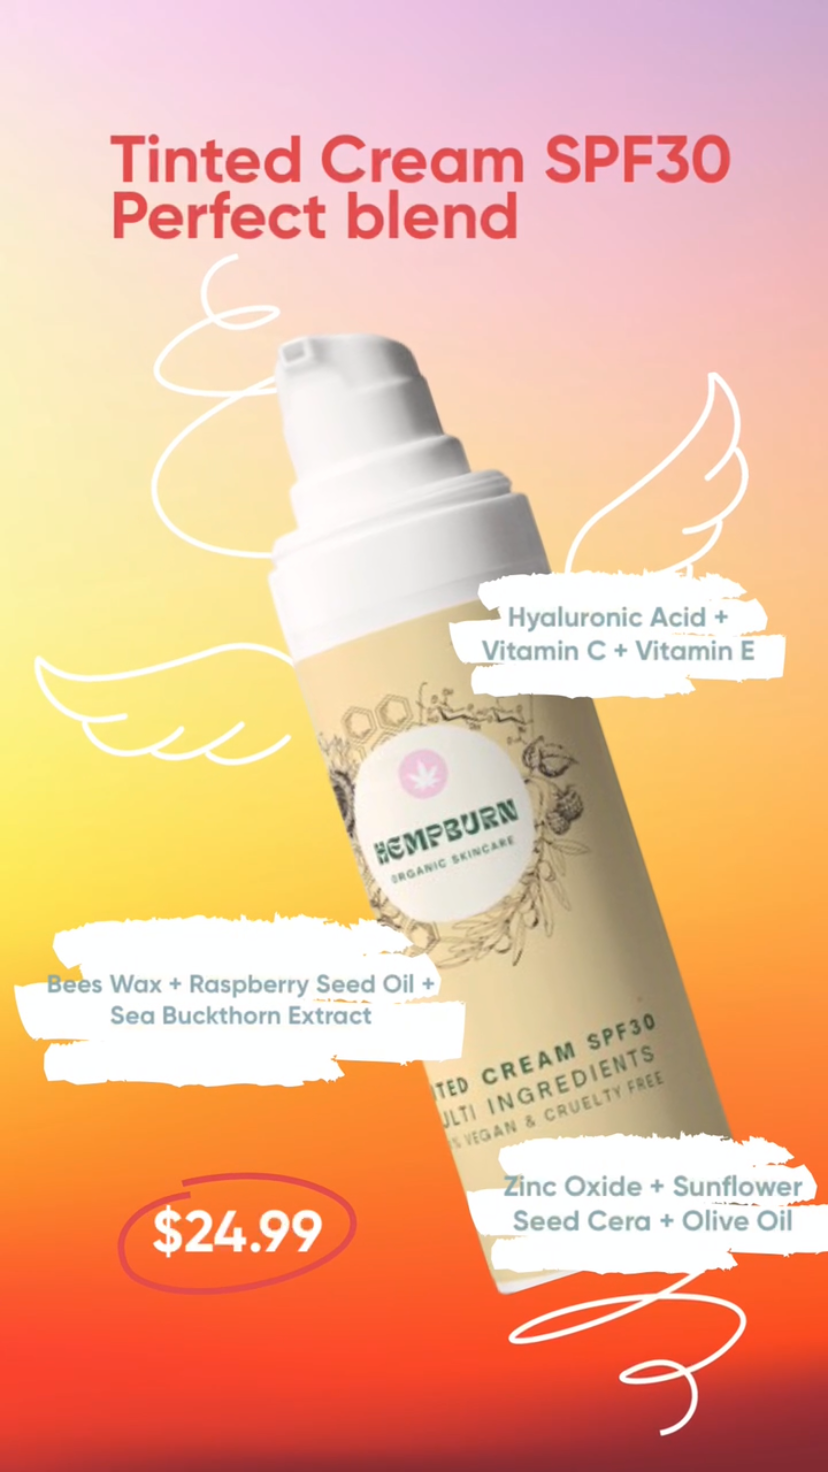 Tinted Cream SPF30
Perfect blend
Hyaluronic Acid +
Vitamin C + Vitamin E
HEMPBURN
ORGANIC SKINCARE
Bees Wax + Raspberry Seed Oil +
Sea Buckthorn Extract
CREAM SPF30
INGREDIENTS
VEGAN & CRUELTY FREE
Zinc Oxide + Sunflower
Seed Cera + Olive Oil
$24.99